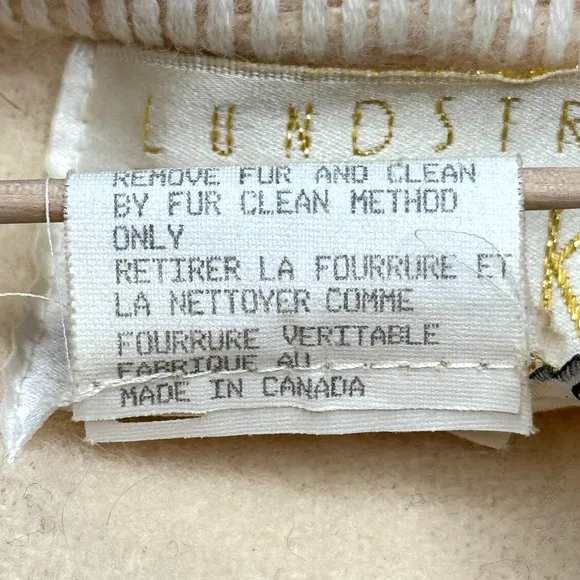 LUNDSTR
REMOVE FUR AND CLEAN
BY FUR CLEAN METHOD
ONLY
RETIRER LA FOURRURE ET
LA NETTOYER COMME
FOURRURE VERITABLE
FABRIQUE AU
MADE IN CANADA